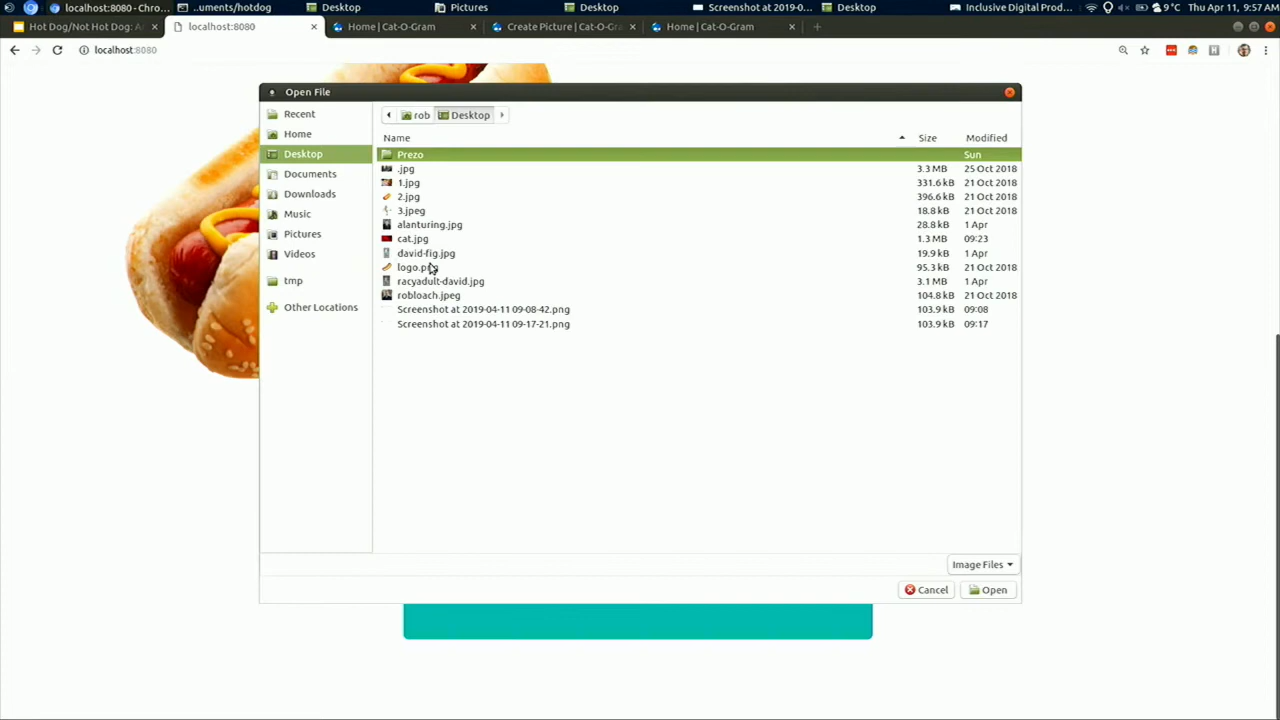 ...uments/hotdog Desktop Pictures Desktop Screenshot at 2019-0... Desktop Inclusive Digital Prod... 9°C Thu Apr 11, 9:57 AM
localhost:8080 - Chro...
Hot Dog/Not Hot Dog: A localhost:8080 Home | Cat-O-Gram Create Picture | Cat-O-Gr Home | Cat-O-Gram
localhost:8080
Open File
Recent
Home
Desktop
Documents
Downloads
Music
Pictures
Videos
tmp
Other Locations
rob Desktop
Name Size Modified
Prezo Sun
.jpg 3.3 MB 25 Oct 2018
1.jpg 331.6 kB 21 Oct 2018
2.jpg 396.6 kB 21 Oct 2018
3.jpeg 18.8 kB 21 Oct 2018
alanturing.jpg 28.8 kB 1 Apr
cat.jpg 1.3 MB 09:23
david-fig.jpg 19.9 kB 1 Apr
logo.png 95.3 kB 21 Oct 2018
racyadult-david.jpg 3.1 MB 1 Apr
robloach.jpeg 104.8 kB 21 Oct 2018
Screenshot at 2019-04-11 09-08-42.png 103.9 kB 09:08
Screenshot at 2019-04-11 09-17-21.png 103.9 kB 09:17
Image Files
Cancel Open